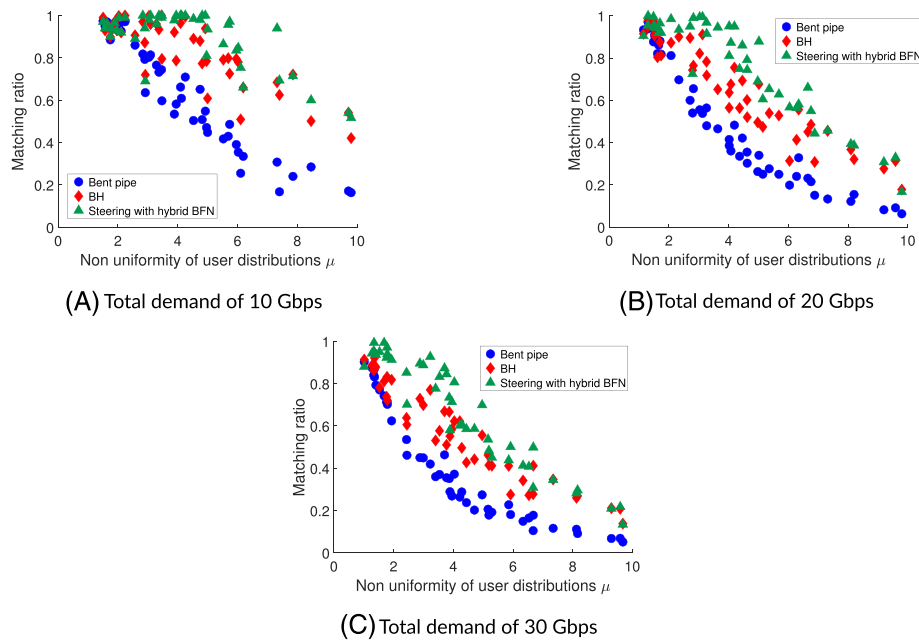 Matching ratio
1
0.8
0.6
0.4
0.2
0
Bent pipe
BH
Steering with hybrid BFN
0 2 4 6 8 10
Non uniformity of user distributions μ
(A) Total demand of 10 Gbps
Matching ratio
1
0.8
0.6
0.4
0.2
0
Bent pipe
BH
Steering with hybrid BFN
0 2 4 6 8 10
Non uniformity of user distributions μ
(B) Total demand of 20 Gbps
Matching ratio
1
0.8
0.6
0.4
0.2
0
Bent pipe
BH
Steering with hybrid BFN
0 2 4 6 8 10
Non uniformity of user distributions μ
(C) Total demand of 30 Gbps